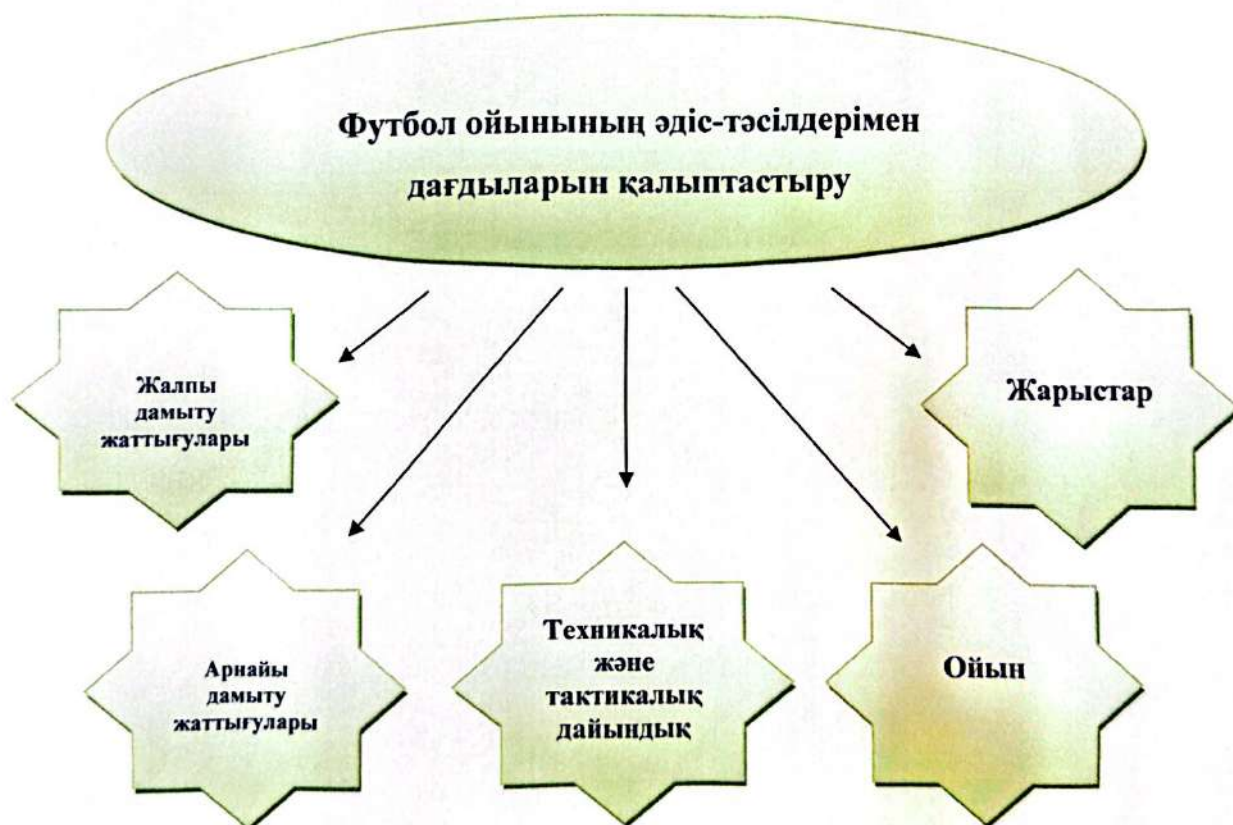 Футбол ойынының әдіс-тәсілдерімен
дағдыларын қалыптастыру
Жалпы
дамыту
жаттығулары
Жарыстар
Арнайы
дамыту
жаттығулары
Техникалық
және
тактикалық
дайындық
Ойын